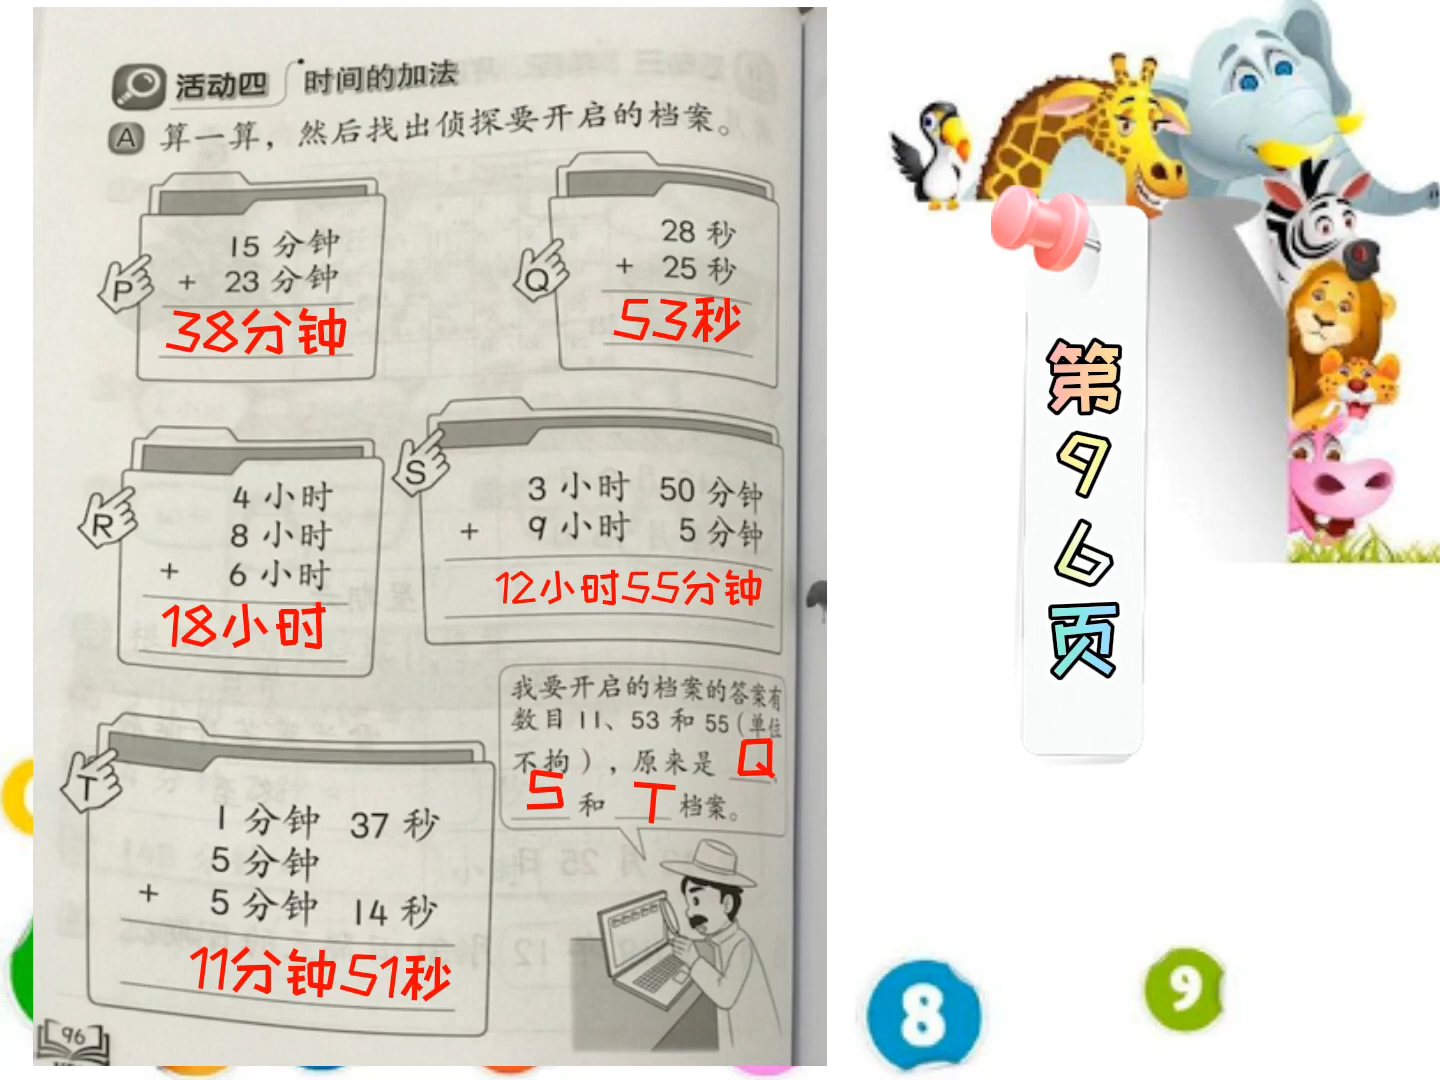 活动四 时间的加法
A 算一算，然后找出侦探要开启的档案。
P
15 分钟
+ 23 分钟
38分钟
Q
28 秒
+ 25 秒
53秒
R
4 小时
8 小时
+ 6 小时
18小时
S
3 小时 50 分钟
+ 9 小时 5 分钟
12小时55分钟
T
1 分钟 37 秒
5 分钟
+ 5 分钟 14 秒
11分钟51秒
我要开启的档案的答案有
数目 11、53 和 55（单位
不拘），原来是 Q、
S 和 T 档案。
96
第96页
8
9